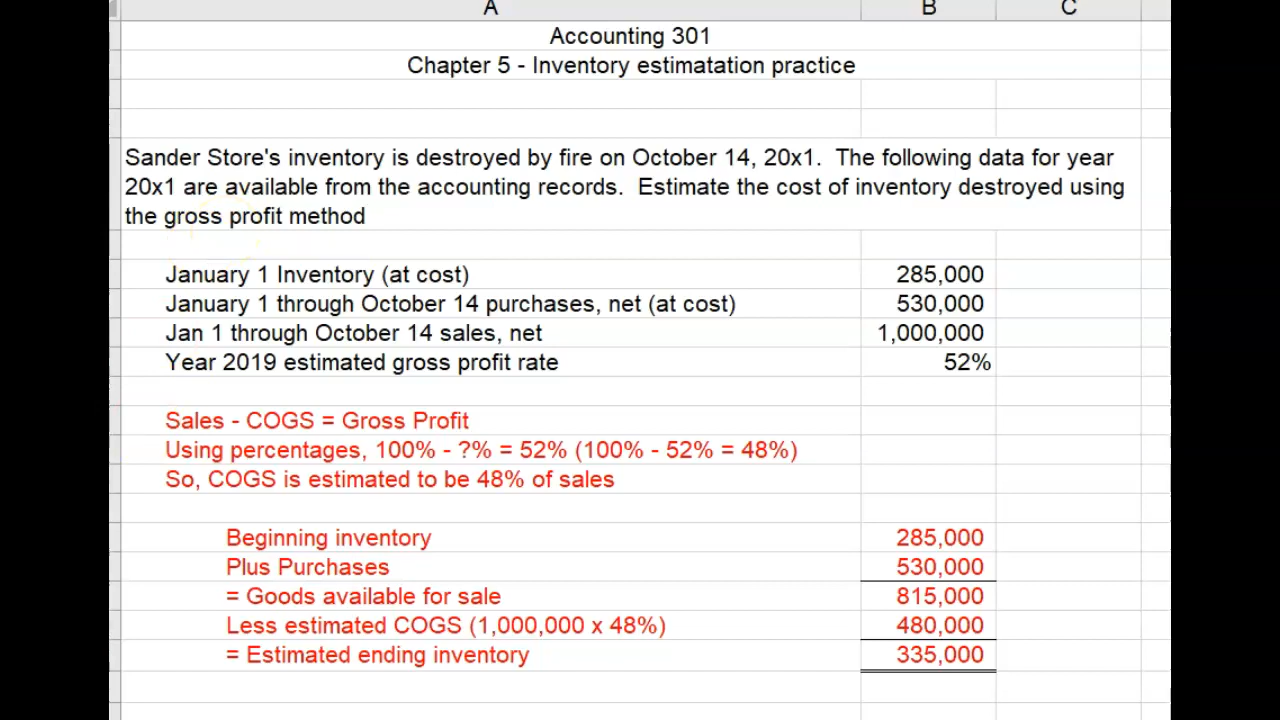 A B C
Accounting 301
Chapter 5 - Inventory estimatation practice
Sander Store's inventory is destroyed by fire on October 14, 20x1. The following data for year
20x1 are available from the accounting records. Estimate the cost of inventory destroyed using
the gross profit method
January 1 Inventory (at cost) 285,000
January 1 through October 14 purchases, net (at cost) 530,000
Jan 1 through October 14 sales, net 1,000,000
Year 2019 estimated gross profit rate 52%
Sales - COGS = Gross Profit
Using percentages, 100% - ?% = 52% (100% - 52% = 48%)
So, COGS is estimated to be 48% of sales
Beginning inventory 285,000
Plus Purchases 530,000
= Goods available for sale 815,000
Less estimated COGS (1,000,000 x 48%) 480,000
= Estimated ending inventory 335,000